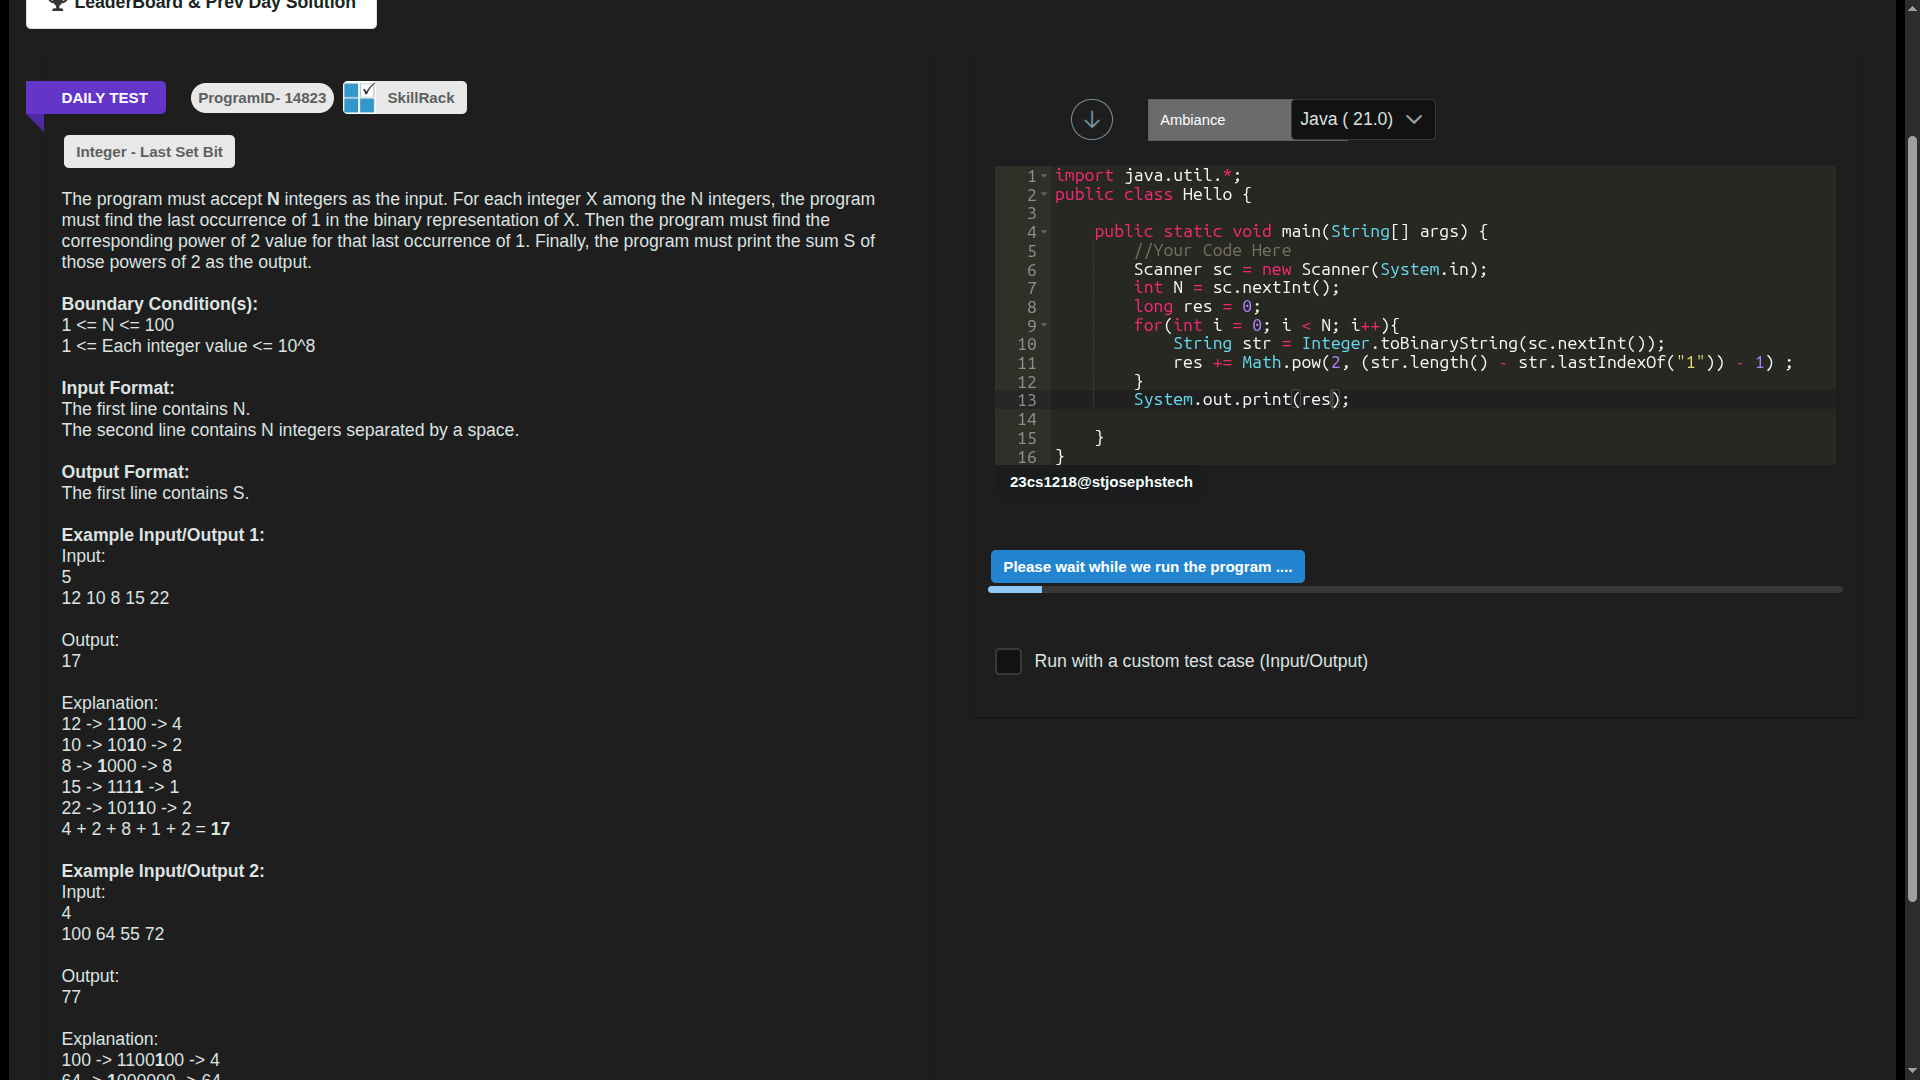 LeaderBoard & Prev Day Solution
DAILY TEST
ProgramID- 14823
SkillRack
Integer - Last Set Bit
The program must accept N integers as the input. For each integer X among the N integers, the program
must find the last occurrence of 1 in the binary representation of X. Then the program must find the
corresponding power of 2 value for that last occurrence of 1. Finally, the program must print the sum S of
those powers of 2 as the output.
Boundary Condition(s):
1 <= N <= 100
1 <= Each integer value <= 10^8
Input Format:
The first line contains N.
The second line contains N integers separated by a space.
Output Format:
The first line contains S.
Example Input/Output 1:
Input:
5
12 10 8 15 22
Output:
17
Explanation:
12 -> 1100 -> 4
10 -> 1010 -> 2
8 -> 1000 -> 8
15 -> 1111 -> 1
22 -> 10110 -> 2
4 + 2 + 8 + 1 + 2 = 17
Example Input/Output 2:
Input:
4
100 64 55 72
Output:
77
Explanation:
100 -> 1100100 -> 4
64 -> 1000000 -> 64
Ambiance
Java ( 21.0)
1 import java.util.*;
2 public class Hello {
3
4 public static void main(String[] args) {
5 //Your Code Here
6 Scanner sc = new Scanner(System.in);
7 int N = sc.nextInt();
8 long res = 0;
9 for(int i = 0; i < N; i++){
10 String str = Integer.toBinaryString(sc.nextInt());
11 res += Math.pow(2, (str.length() - str.lastIndexOf("1")) - 1) ;
12 }
13 System.out.print(res);
14
15 }
16 }
23cs1218@stjosephstech
Please wait while we run the program ....
Run with a custom test case (Input/Output)